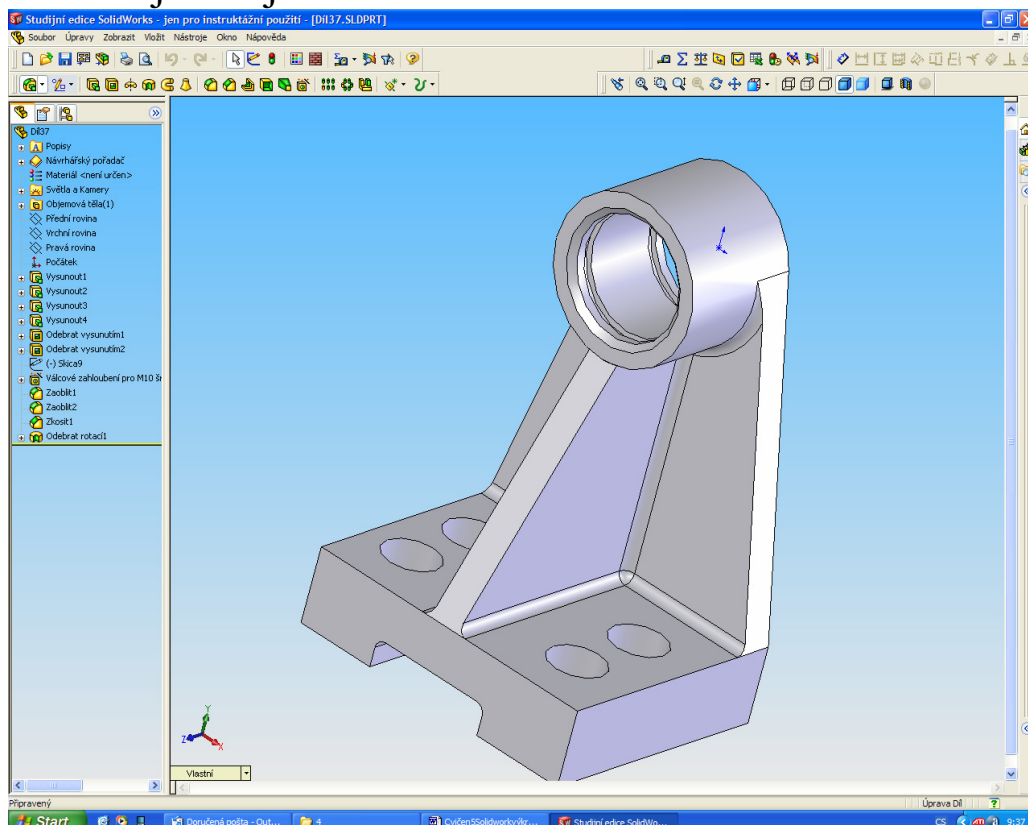 Studijní edice SolidWorks - jen pro instruktážní použití - [Díl37.SLDPRT]
Soubor Úpravy Zobrazit Vložit Nástroje Okno Nápověda
Díl37
Popisy
Návrhářský pořadač
Materiál <není určen>
Světla a Kamery
Objemová těla(1)
Přední rovina
Vrchní rovina
Pravá rovina
Počátek
Vysunout1
Vysunout2
Vysunout3
Vysunout4
Odebrat vysunutím1
Odebrat vysunutím2
(-) Skica9
Válcové zahloubení pro M10 šr
Zaoblit1
Zaoblit2
Zkosit1
Odebrat rotací1
Y
Z
X
Vlastní
Připravený
Úprava Díl
Start
Doručená pošta - Out...
4
Cvičen5Solidworkvýkr...
Studijní edice SolidWo...
CS
9:37